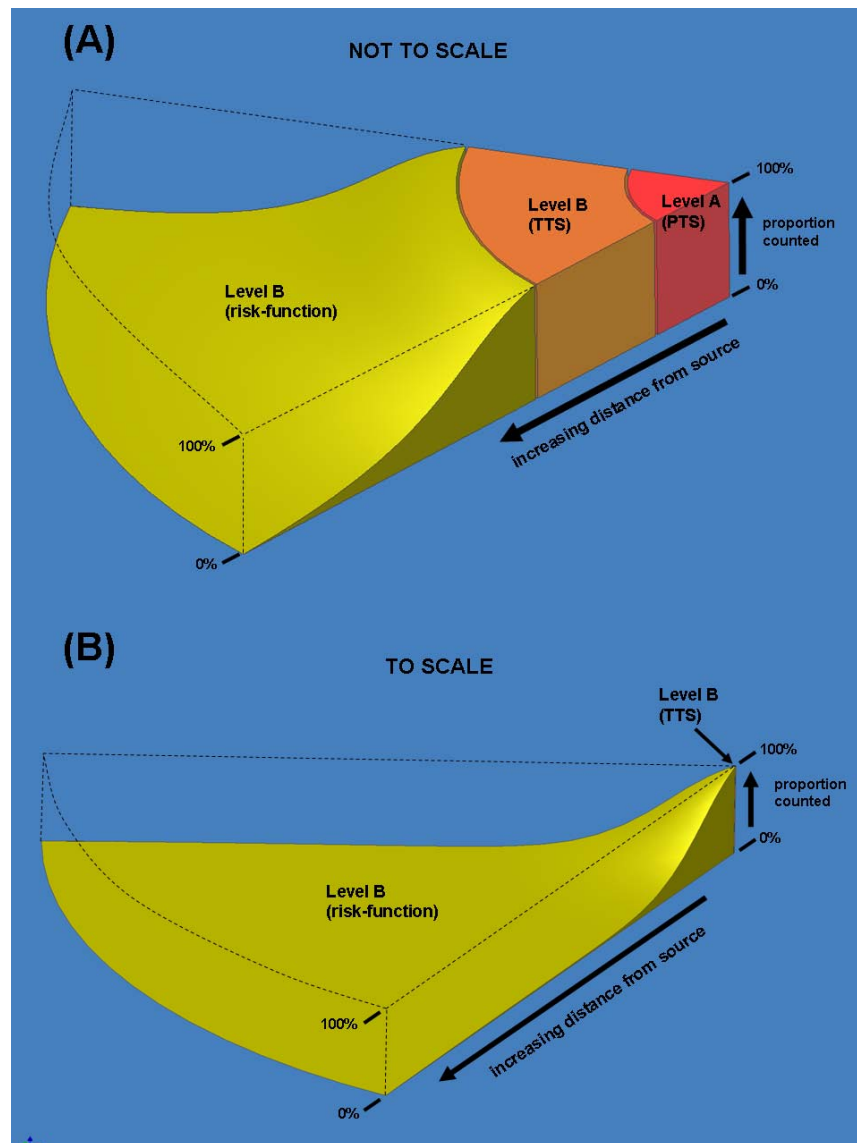 (A)
NOT TO SCALE
100%
Level B
(TTS)
Level A
(PTS)
proportion
counted
0%
Level B
(risk-function)
increasing distance from source
100%
0%
(B)
TO SCALE
Level B
(TTS)
100%
proportion
counted
0%
Level B
(risk-function)
increasing distance from source
100%
0%